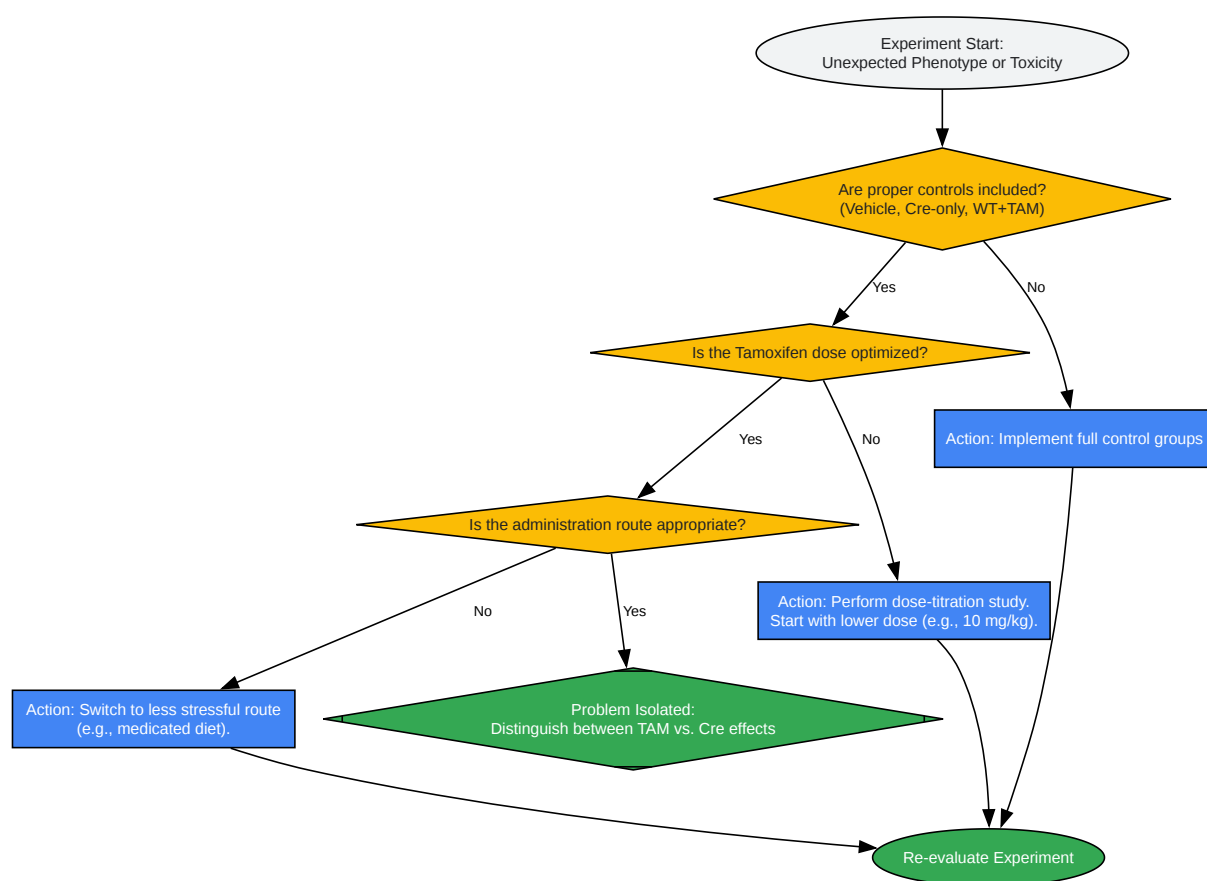 Experiment Start:
Unexpected Phenotype or Toxicity
Are proper controls included?
(Vehicle, Cre-only, WT+TAM)
Yes
No
Is the Tamoxifen dose optimized?
Yes
No
Action: Implement full control groups
Is the administration route appropriate?
No
Yes
Action: Perform dose-titration study.
Start with lower dose (e.g., 10 mg/kg).
Action: Switch to less stressful route
(e.g., medicated diet).
Problem Isolated:
Distinguish between TAM vs. Cre effects
Re-evaluate Experiment